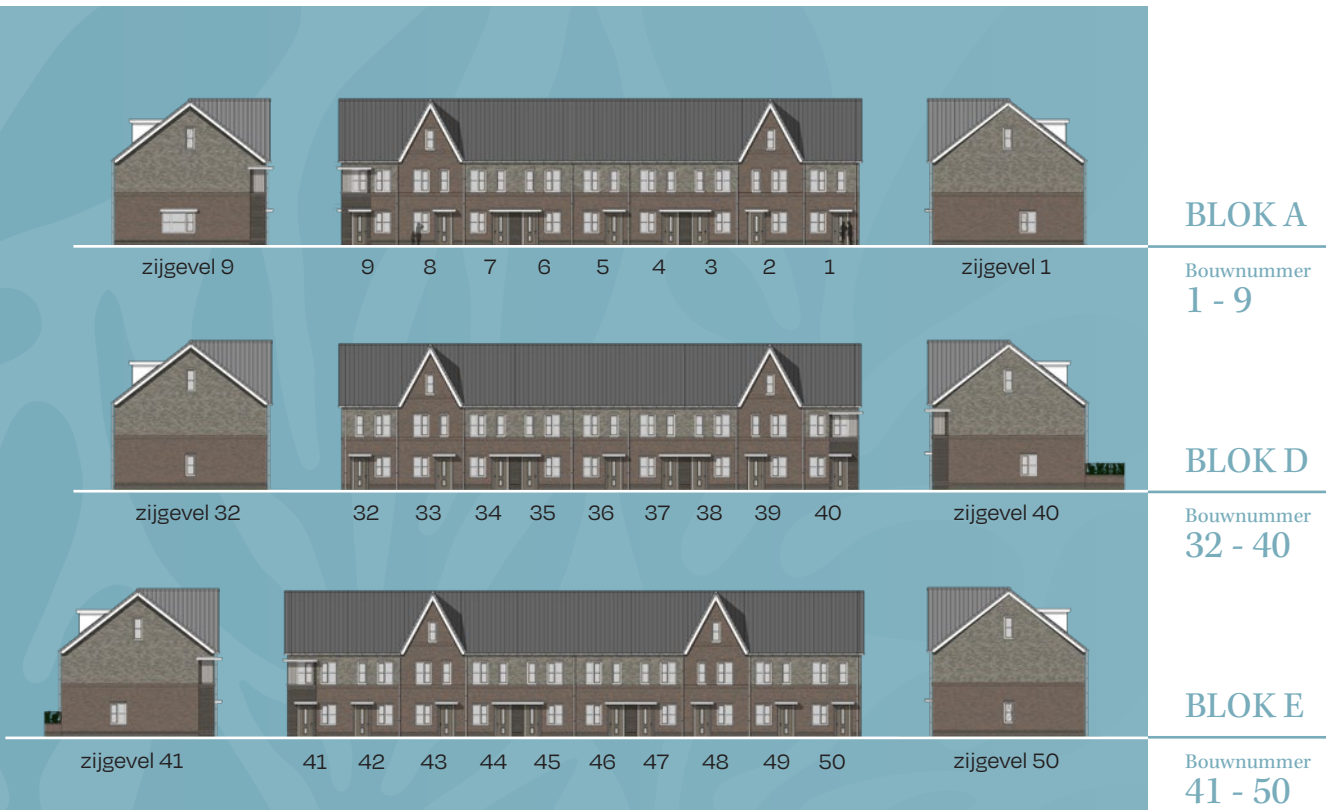 BLOK A
zijgevel 9
9 8 7 6 5 4 3 2 1
zijgevel 1
Bouwnummer
1 - 9
BLOK D
zijgevel 32
32 33 34 35 36 37 38 39 40
zijgevel 40
Bouwnummer
32 - 40
BLOK E
zijgevel 41
41 42 43 44 45 46 47 48 49 50
zijgevel 50
Bouwnummer
41 - 50